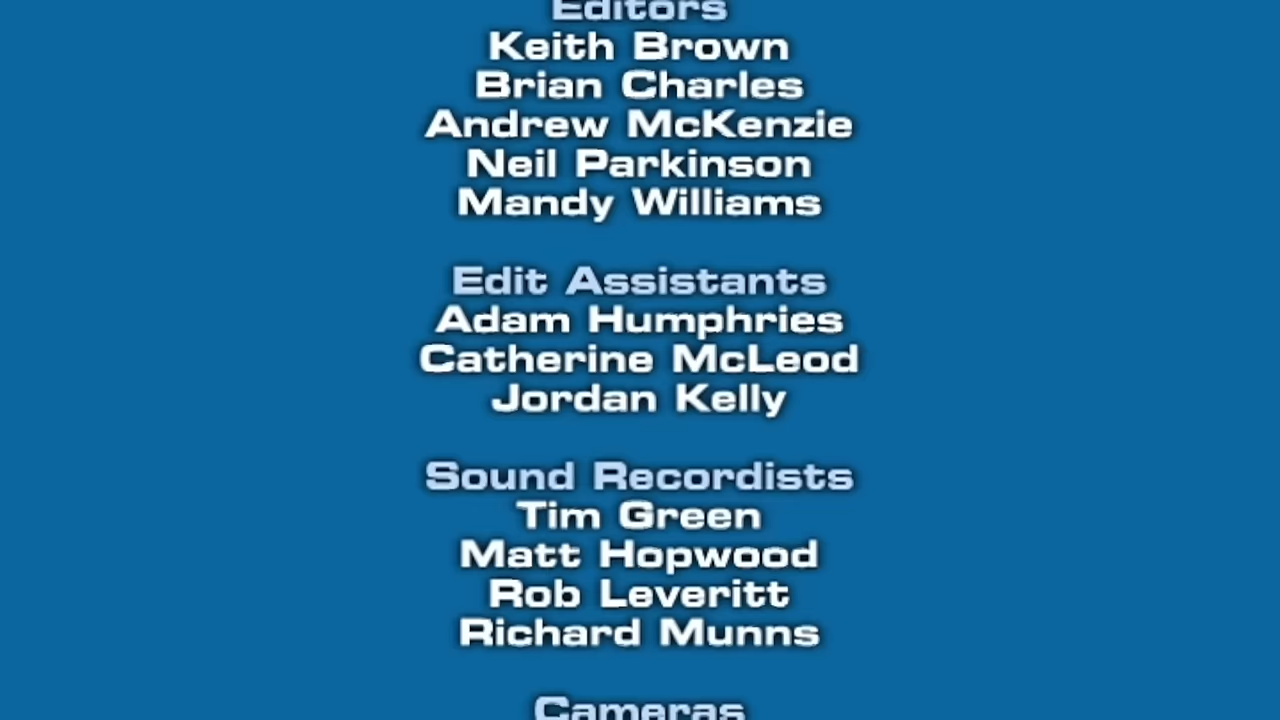 Editors
Keith Brown
Brian Charles
Andrew McKenzie
Neil Parkinson
Mandy Williams
Edit Assistants
Adam Humphries
Catherine McLeod
Jordan Kelly
Sound Recordists
Tim Green
Matt Hopwood
Rob Leveritt
Richard Munns
Cameras